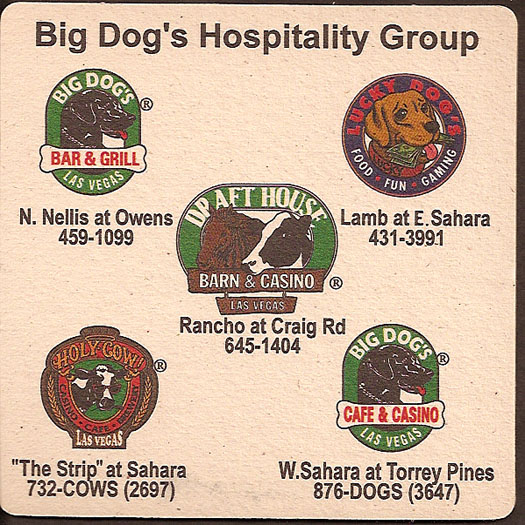 Big Dog's Hospitality Group
BIG DOG'S
®
BAR & GRILL
LAS VEGAS
N. Nellis at Owens
459-1099
LUCKY DOG'S
FOOD • FUN • GAMING
Lamb at E.Sahara
431-3991
DRAFT HOUSE
BARN & CASINO
®
LAS VEGAS
Rancho at Craig Rd
645-1404
HOLY COW!
®
CASINO • CAFE • BREWERY
LAS VEGAS
"The Strip" at Sahara
732-COWS (2697)
BIG DOG'S
®
CAFE & CASINO
LAS VEGAS
W.Sahara at Torrey Pines
876-DOGS (3647)